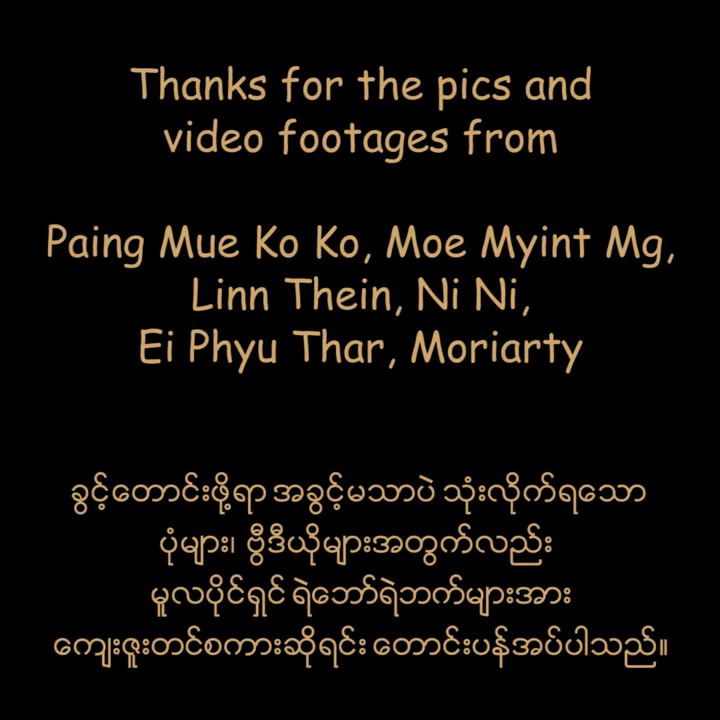 Thanks for the pics and
video footages from
Paing Mue Ko Ko, Moe Myint Mg,
Linn Thein, Ni Ni,
Ei Phyu Thar, Moriarty
ခွင့်တောင်းဖို့ရာ အခွင့်မသာပဲ သုံးလိုက်ရသော
ပုံများ၊ ဗွီဒီယိုများအတွက်လည်း
မူလပိုင်ရှင် ရဲဘော်ရဲဘက်များအား
ကျေးဇူးတင်စကားဆိုရင်း တောင်းပန်အပ်ပါသည်။